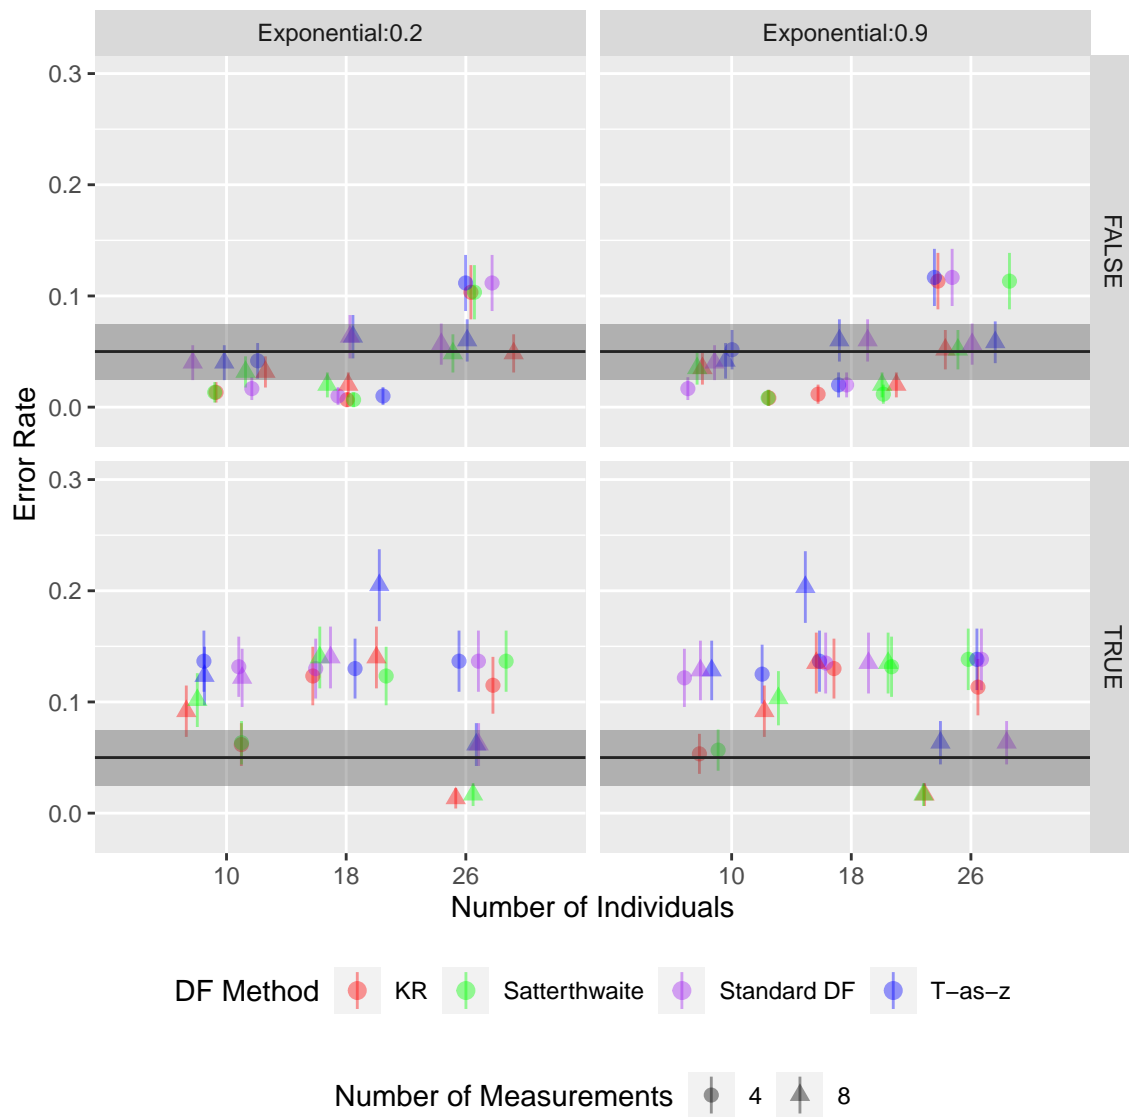 Exponential:0.2
Exponential:0.9
0.3
0.2
0.1
0.0
FALSE
Error Rate
0.3
0.2
0.1
0.0
TRUE
10 18 26 10 18 26
Number of Individuals
DF Method KR Satterthwaite Standard DF T−as−z
Number of Measurements 4 8